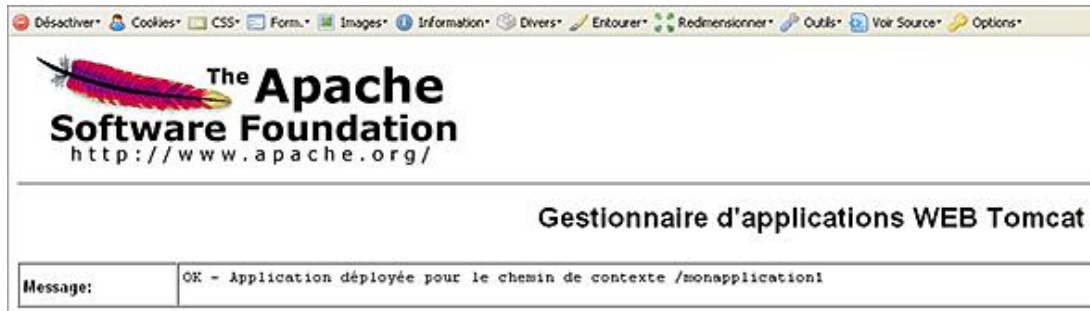 Désactiver Cookies CSS Form. Images Information Divers Entourer Redimensionner Outils Voir Source Options
The Apache
Software Foundation
http://www.apache.org/
Gestionnaire d'applications WEB Tomcat
Message: OK - Application déployée pour le chemin de contexte /monapplication1